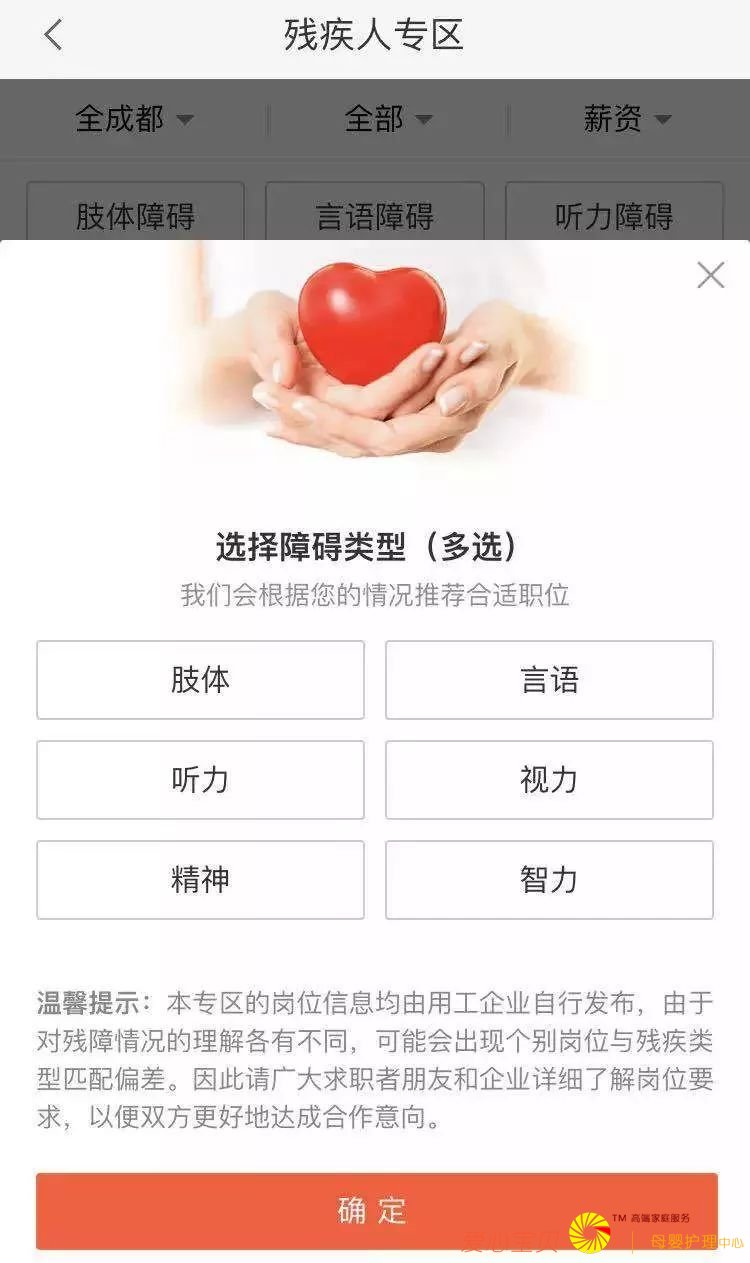 残疾人专区
全成都 全部 薪资
肢体障碍 言语障碍 听力障碍
选择障碍类型（多选）
我们会根据您的情况推荐合适职位
肢体 言语
听力 视力
精神 智力
温馨提示：本专区的岗位信息均由用工企业自行发布，由于
对残障情况的理解各有不同，可能会出现个别岗位与残疾类
型匹配偏差。因此请广大求职者朋友和企业详细了解岗位要
求，以便双方更好地达成合作意向。
确 定
爱心宝贝 TM 高端家庭服务
母婴护理中心